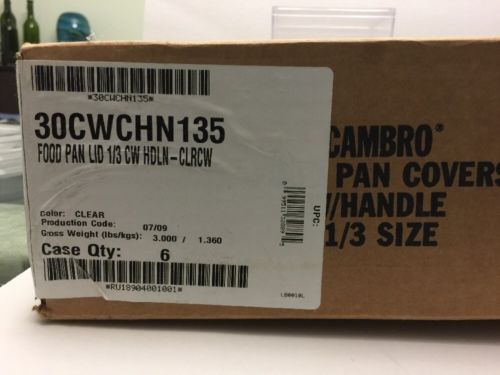 *30CWCHN135*
30CWCHN135
FOOD PAN LID 1/3 CW HDLN-CLRCW
Color: CLEAR
Production Code: 07/09
Gross Weight (lbs/kgs): 3.000 / 1.360
Case Qty: 6
*RU18904001001*
UPC:
LB0010L
CAMBRO®
PAN COVERS
W/HANDLE
1/3 SIZE